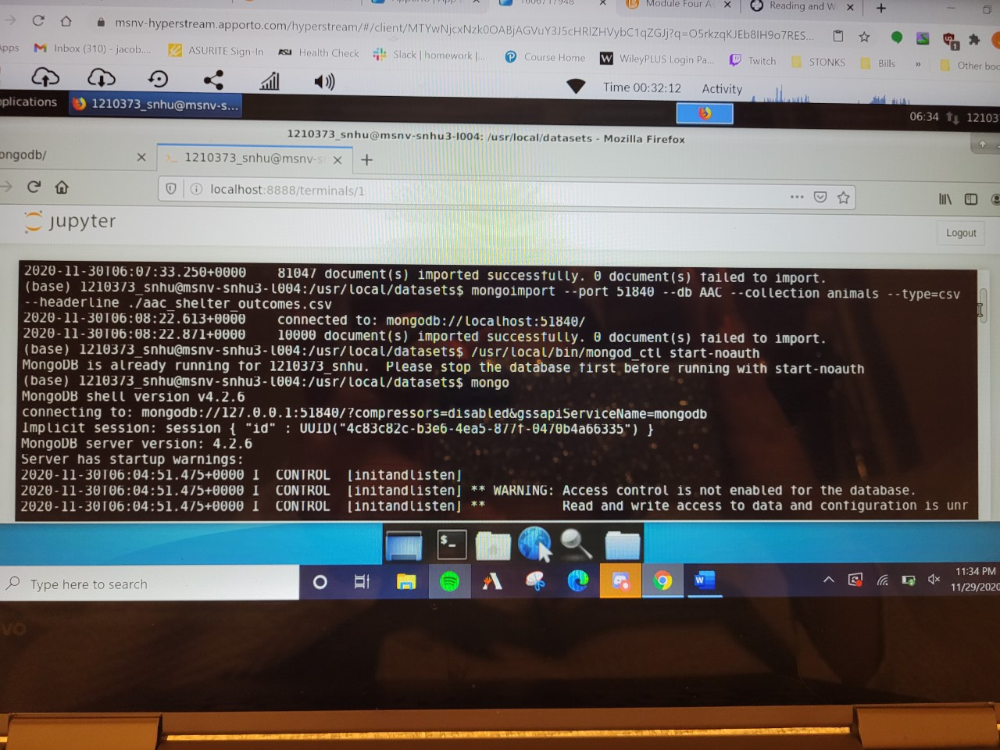 Module Four A
Reading and W
msnv-hyperstream.apporto.com/hyperstream/#/client/MTYwNjcxNzk0OABjAGVuY3J5cHRlZHVybC1qZGJj?q=O5rkzqKJEb8IH9o7RES...
Apps Inbox (310) - jacob.... ASURITE Sign-In ASU Health Check Slack | homework |... Course Home W WileyPLUS Login Pa... Twitch STONKS Bills » Other boo
Time 00:32:12 Activity
plications 1210373_snhu@msnv-s... 06:34 12103
1210373_snhu@msnv-snhu3-l004: /usr/local/datasets - Mozilla Firefox
ongodb/ 1210373_snhu@msnv-s
localhost:8888/terminals/1
jupyter
Logout
2020-11-30T06:07:33.250+0000 81047 document(s) imported successfully. 0 document(s) failed to import.
(base) 1210373_snhu@msnv-snhu3-l004:/usr/local/datasets$ mongoimport --port 51840 --db AAC --collection animals --type=csv
--headerline ./aac_shelter_outcomes.csv
2020-11-30T06:08:22.613+0000 connected to: mongodb://localhost:51840/
2020-11-30T06:08:22.871+0000 10000 document(s) imported successfully. 0 document(s) failed to import.
(base) 1210373_snhu@msnv-snhu3-l004:/usr/local/datasets$ /usr/local/bin/mongod_ctl start-noauth
MongoDB is already running for 1210373_snhu. Please stop the database first before running with start-noauth
(base) 1210373_snhu@msnv-snhu3-l004:/usr/local/datasets$ mongo
MongoDB shell version v4.2.6
connecting to: mongodb://127.0.0.1:51840/?compressors=disabled&gssapiServiceName=mongodb
Implicit session: session { "id" : UUID("4c83c82c-b3e6-4ea5-877f-0470b4a66335") }
MongoDB server version: 4.2.6
Server has startup warnings:
2020-11-30T06:04:51.475+0000 I CONTROL [initandlisten]
2020-11-30T06:04:51.475+0000 I CONTROL [initandlisten] ** WARNING: Access control is not enabled for the database.
2020-11-30T06:04:51.475+0000 I CONTROL [initandlisten] ** Read and write access to data and configuration is unr
$_
Type here to search
11:34 PM
11/29/2020